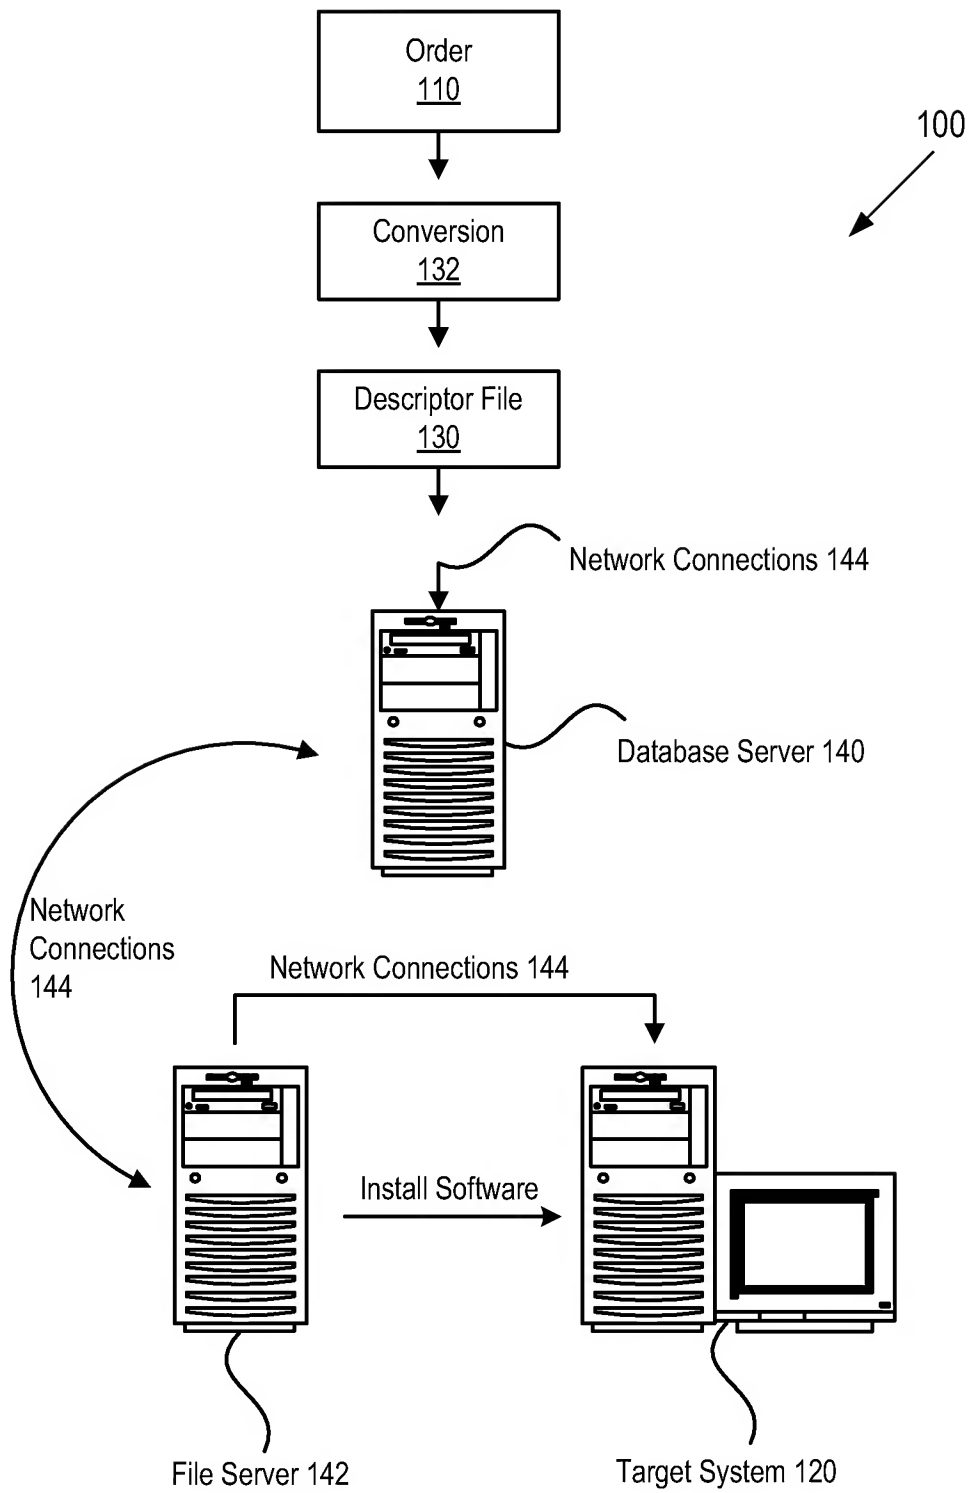 Order
110
100
Conversion
132
Descriptor File
130
Network Connections 144
Database Server 140
Network
Connections
144
Network Connections 144
Install Software
File Server 142
Target System 120